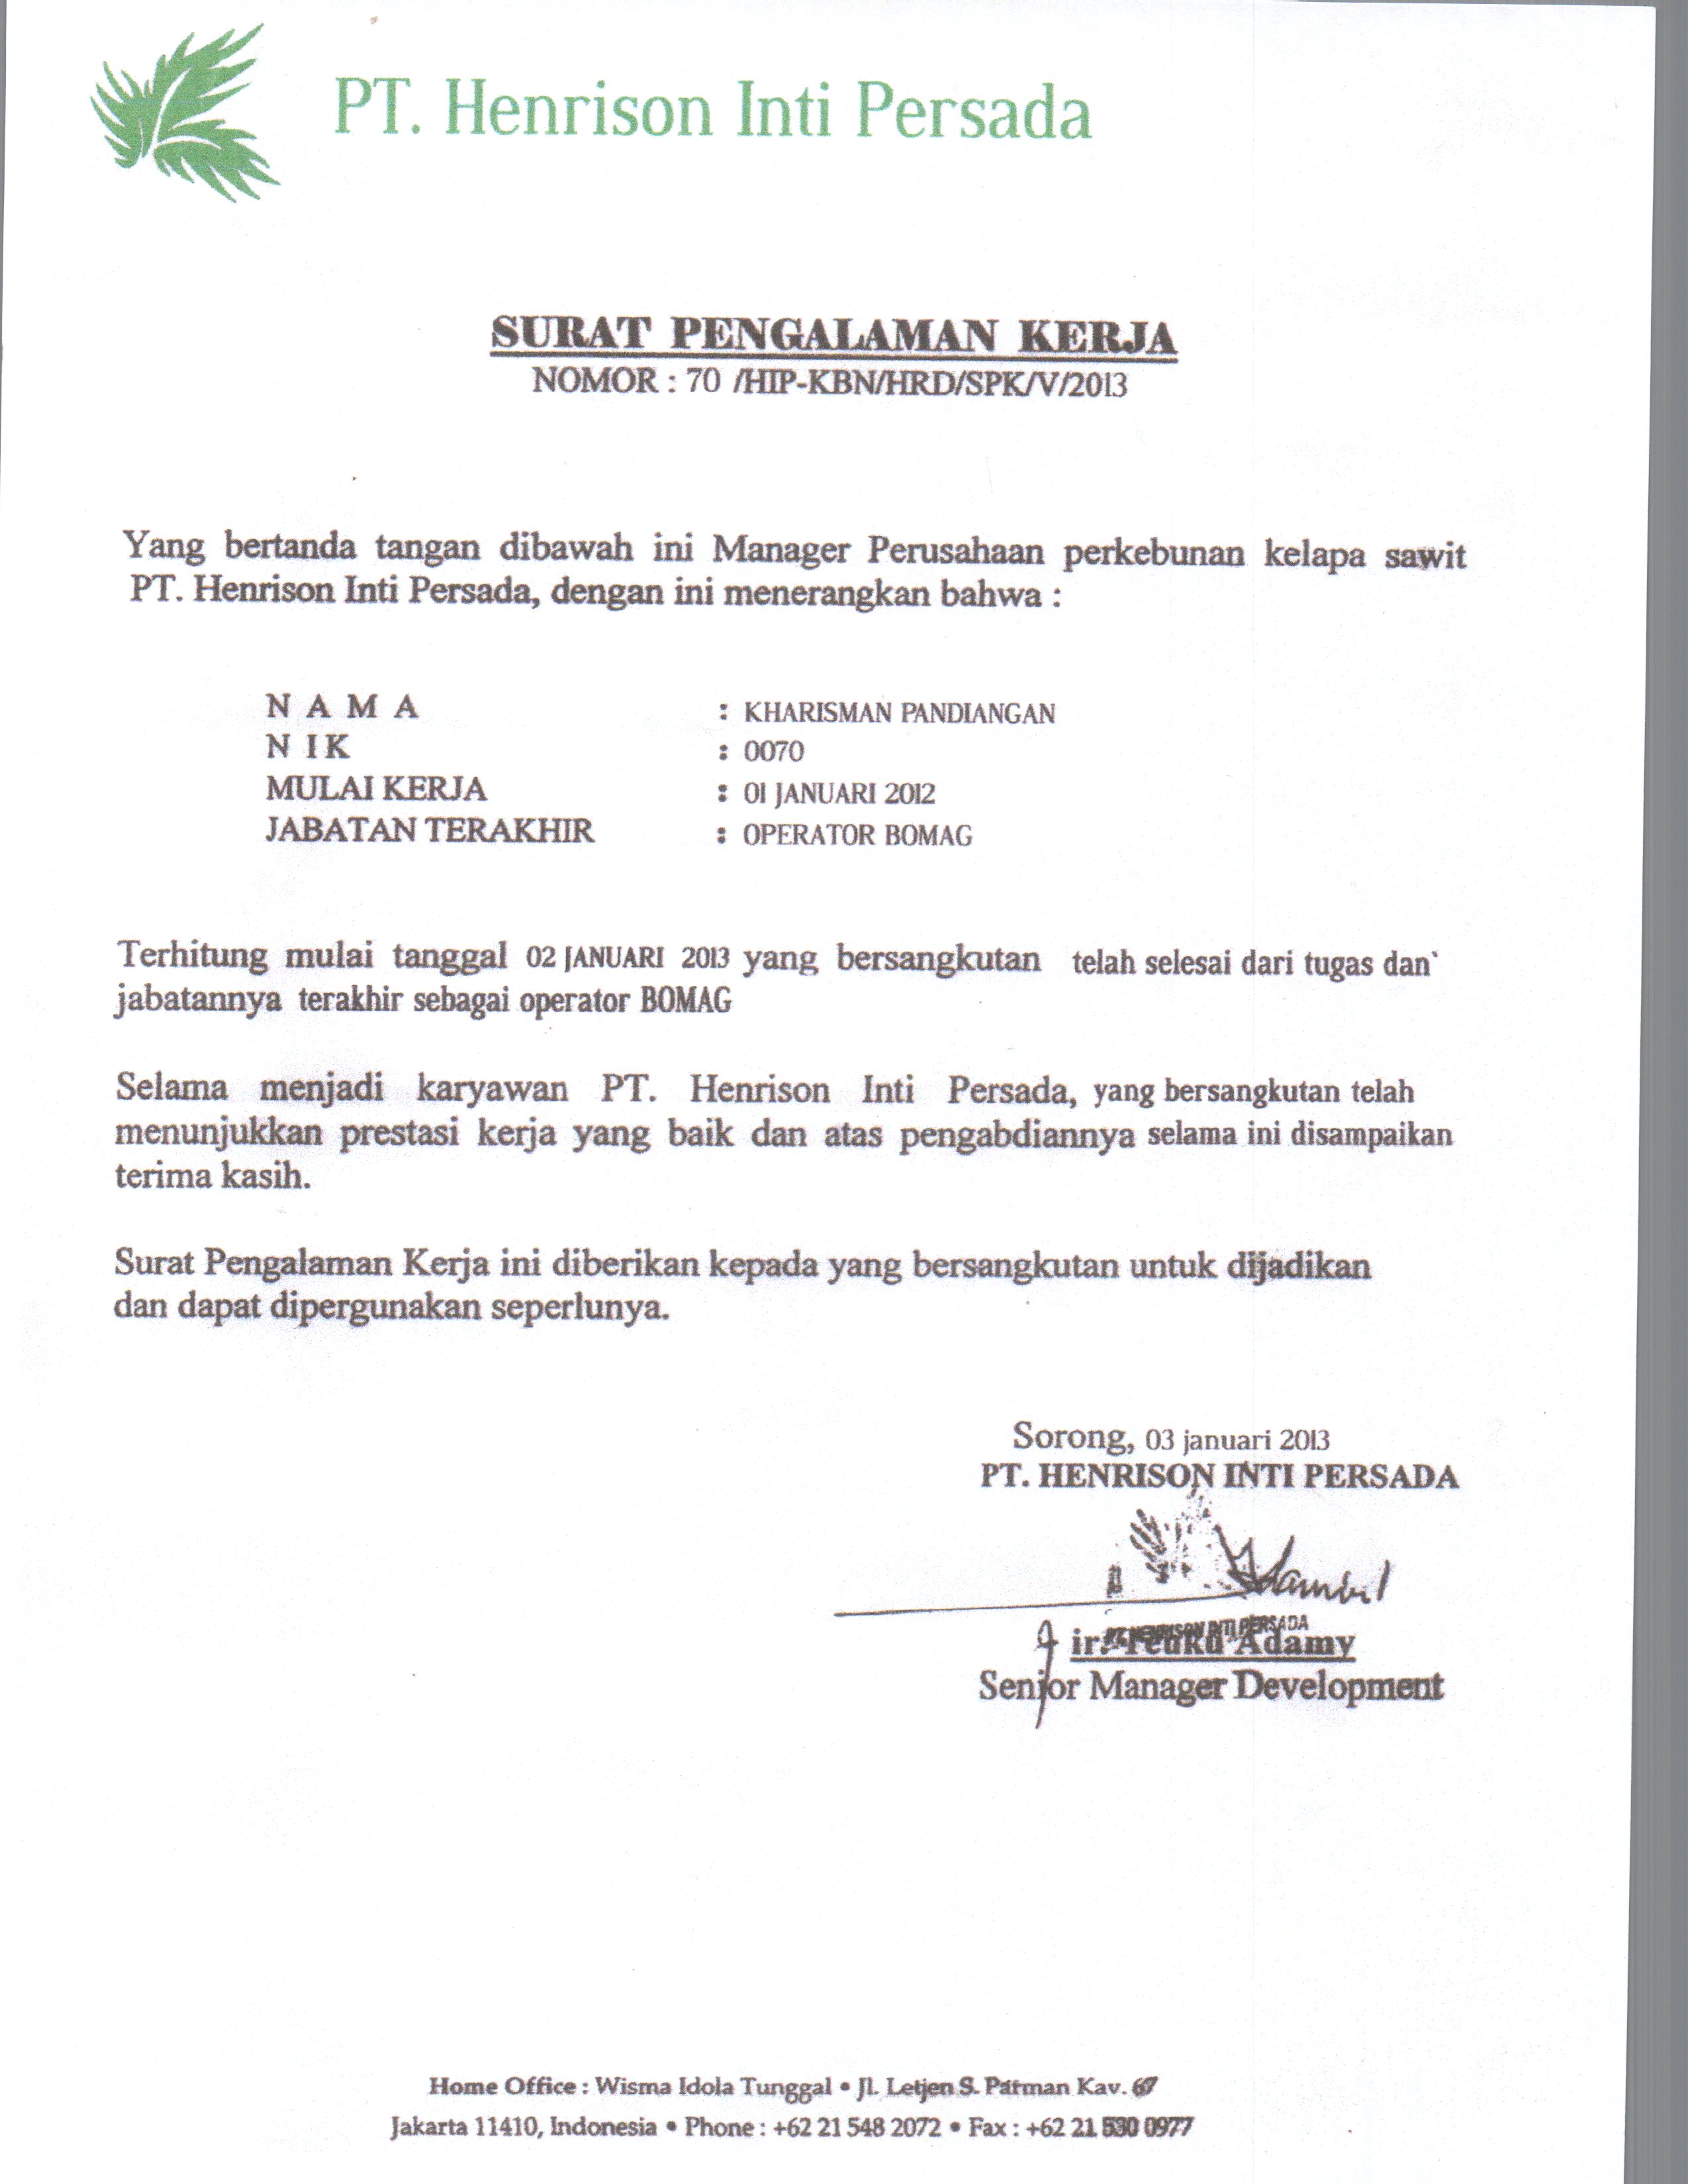 PT. Henrison Inti Persada
SURAT PENGALAMAN KERJA
NOMOR : 70 /HIP-KBN/HRD/SPK/V/2013
Yang bertanda tangan dibawah ini Manager Perusahaan perkebunan kelapa sawit
PT. Henrison Inti Persada, dengan ini menerangkan bahwa :
N A M A : KHARISMAN PANDIANGAN
N I K : 0070
MULAI KERJA : 01 JANUARI 2012
JABATAN TERAKHIR : OPERATOR BOMAG
Terhitung mulai tanggal 02 JANUARI 2013 yang bersangkutan telah selesai dari tugas dan`
jabatannya terakhir sebagai operator BOMAG
Selama menjadi karyawan PT. Henrison Inti Persada, yang bersangkutan telah
menunjukkan prestasi kerja yang baik dan atas pengabdiannya selama ini disampaikan
terima kasih.
Surat Pengalaman Kerja ini diberikan kepada yang bersangkutan untuk dijadikan
dan dapat dipergunakan seperlunya.
Sorong, 03 januari 2013
PT. HENRISON INTI PERSADA
PT. HENRISON INTI PERSADA
ir. Teuku Adamy
Senior Manager Development
Home Office : Wisma Idola Tunggal • Jl. Letjen S. Parman Kav. 67
Jakarta 11410, Indonesia • Phone : +62 21 548 2072 • Fax : +62 21 530 0977